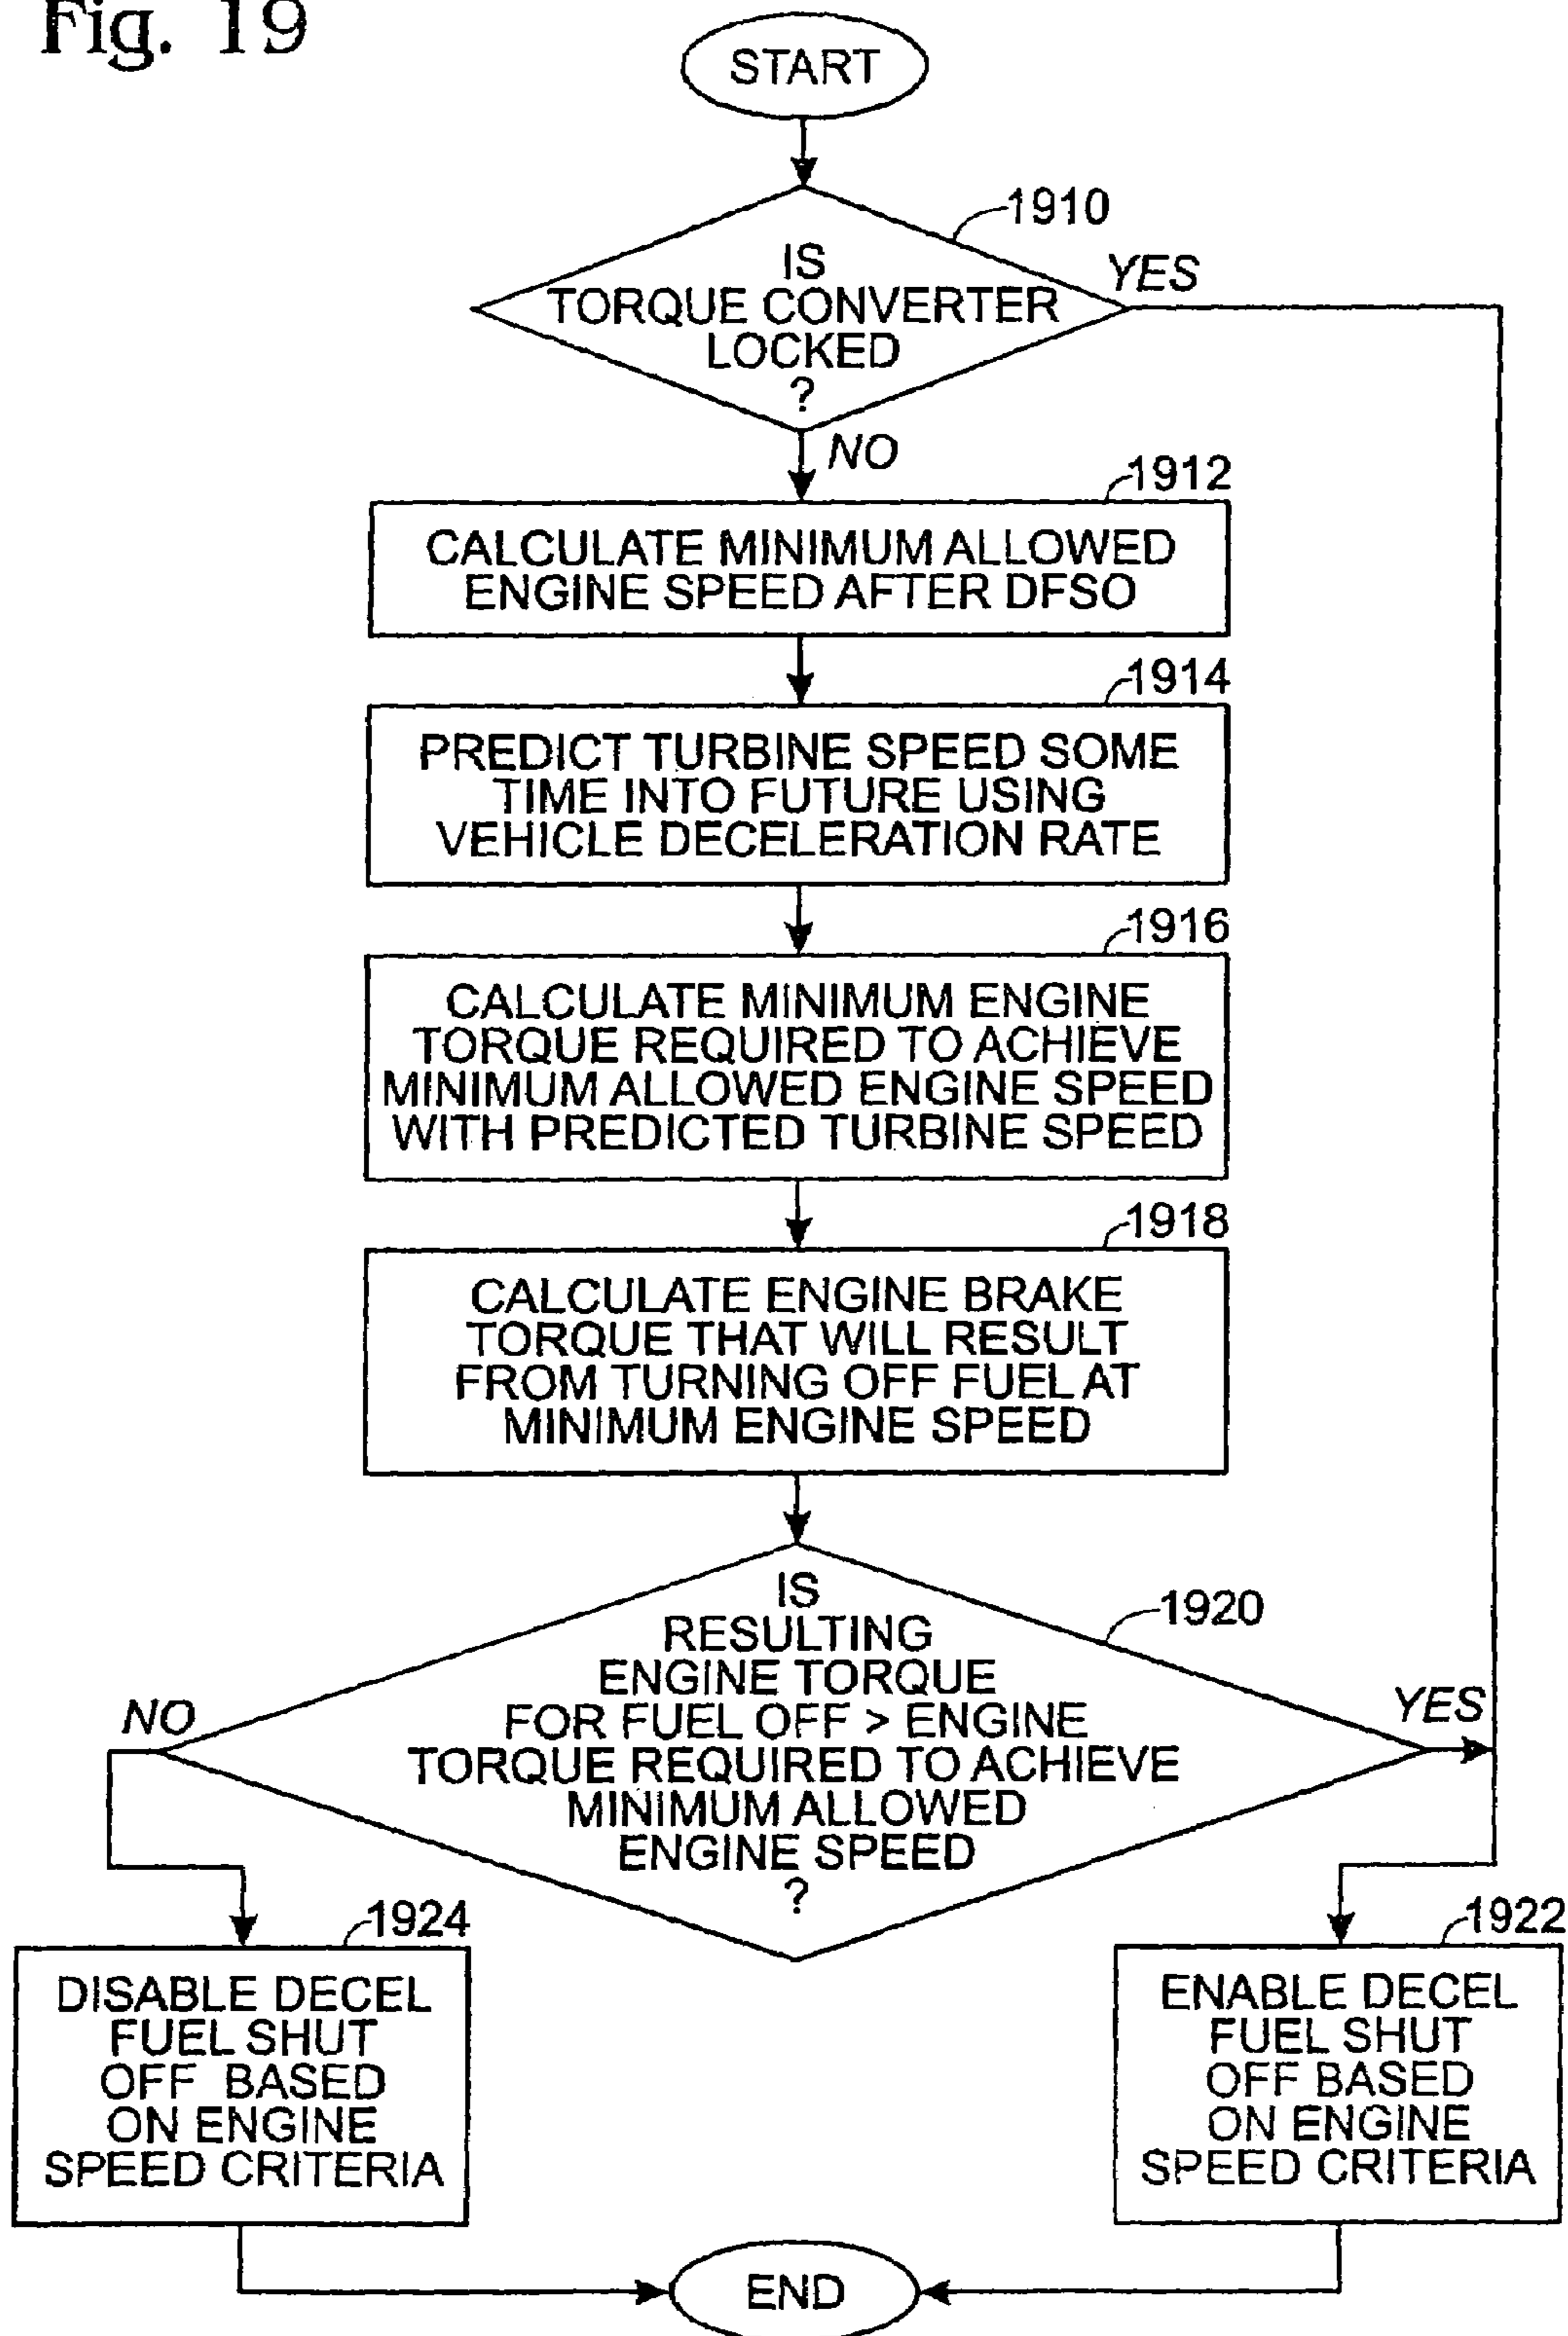 Fig. 19
START
1910
IS
TORQUE CONVERTER
LOCKED
?
YES
NO
1912
CALCULATE MINIMUM ALLOWED
ENGINE SPEED AFTER DFSO
1914
PREDICT TURBINE SPEED SOME
TIME INTO FUTURE USING
VEHICLE DECELERATION RATE
1916
CALCULATE MINIMUM ENGINE
TORQUE REQUIRED TO ACHIEVE
MINIMUM ALLOWED ENGINE SPEED
WITH PREDICTED TURBINE SPEED
1918
CALCULATE ENGINE BRAKE
TORQUE THAT WILL RESULT
FROM TURNING OFF FUEL AT
MINIMUM ENGINE SPEED
1920
IS
RESULTING
ENGINE TORQUE
FOR FUEL OFF > ENGINE
TORQUE REQUIRED TO ACHIEVE
MINIMUM ALLOWED
ENGINE SPEED
?
NO
YES
1924
DISABLE DECEL
FUEL SHUT
OFF BASED
ON ENGINE
SPEED CRITERIA
1922
ENABLE DECEL
FUEL SHUT
OFF BASED
ON ENGINE
SPEED CRITERIA
END